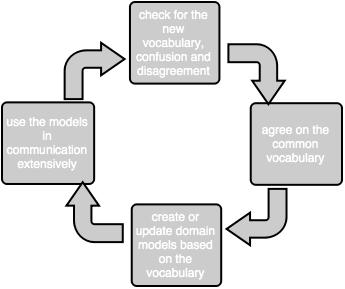 check for the
new
vocabulary,
confusion and
disagreement
agree on the
common
vocabulary
create or
update domain
models based
on the
vocabulary
use the models
in
communication
extensively